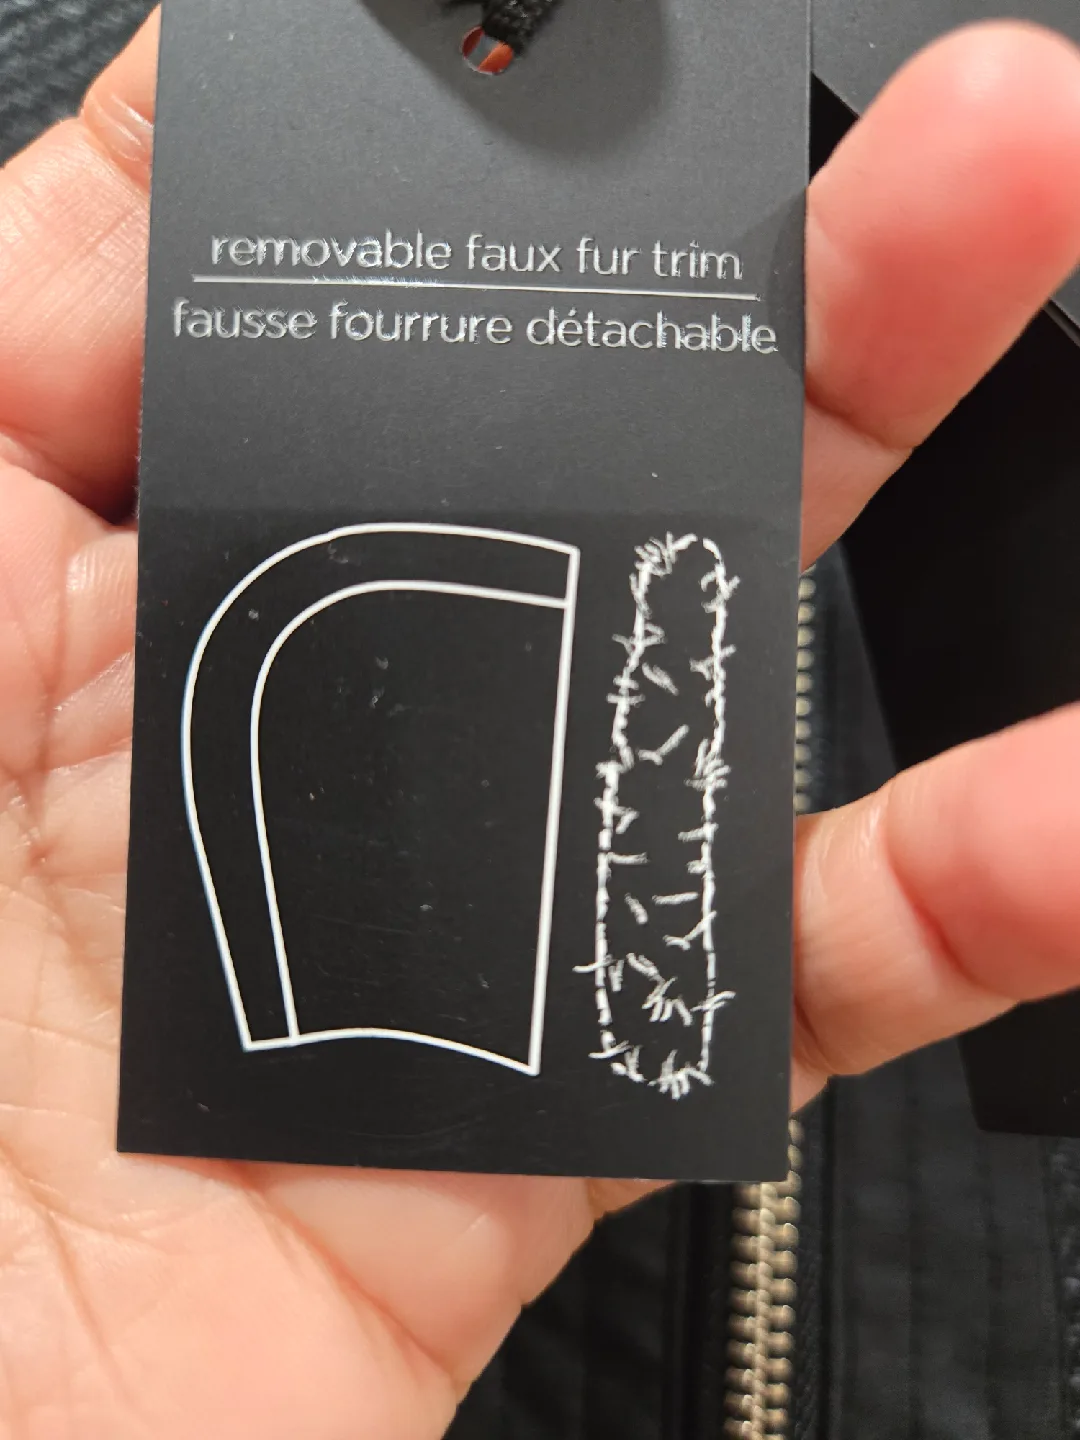 removable faux fur trim
fausse fourrure détachable